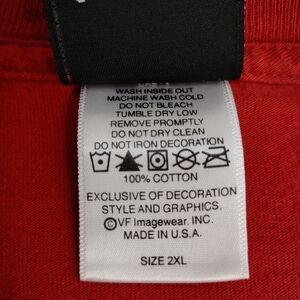 WASH INSIDE OUT
MACHINE WASH COLD
DO NOT BLEACH
TUMBLE DRY LOW
REMOVE PROMPTLY
DO NOT DRY CLEAN
DO NOT IRON DECORATION
100% COTTON
EXCLUSIVE OF DECORATION
STYLE AND GRAPHICS.
©VF Imagewear, INC.
MADE IN U.S.A.
SIZE 2XL